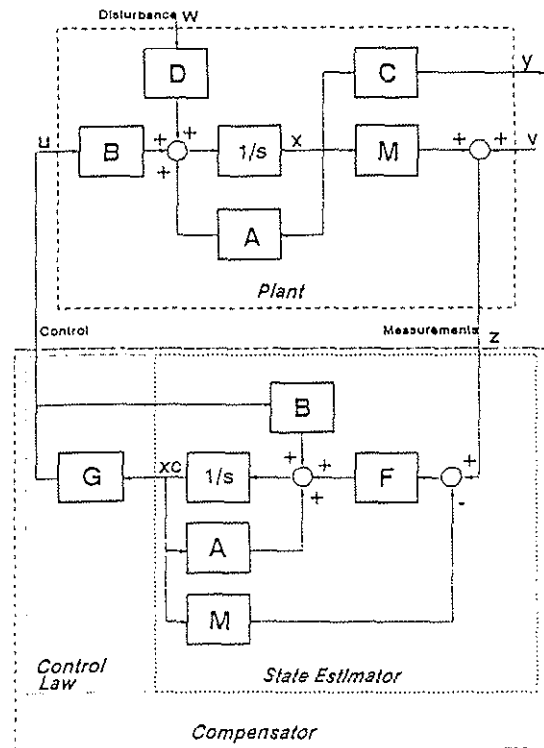 Disturbance w
D
C
y
u
+
+
B
+
1/s
x
M
+
+
v
+
A
Plant
Control
Measurements
z
B
+
+
+
G
xc
1/s
F
+
-
A
M
Control
Law
State Estimator
Compensator